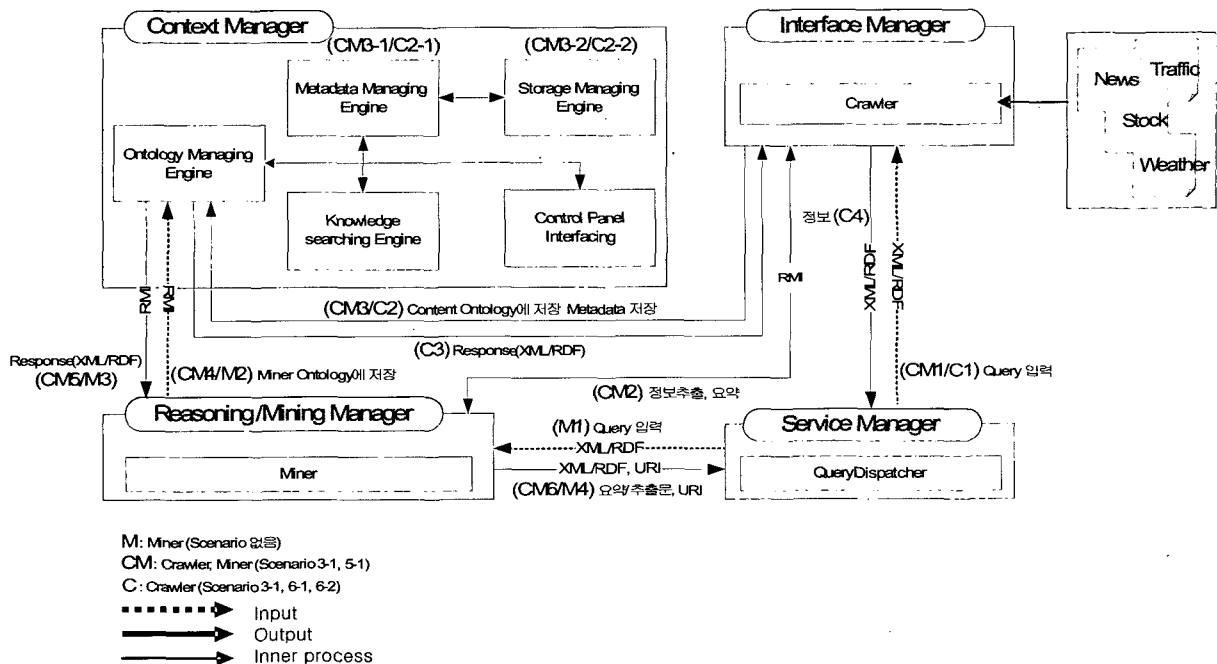 Context Manager
(CM3-1/C2-1)
(CM3-2/C2-2)
Metadata Managing
Engine
Storage Managing
Engine
Ontology Managing
Engine
Knowledge
searching Engine
Control Panel
Interfacing
Interface Manager
Crawler
News
Traffic
Stock
Weather
정보 (C4)
RMI
XML/RDF
XML/RDF
RMI
RMI
(CM3/C2) Content Ontology에 저장 Metadata 저장
(C3) Response(XML/RDF)
Response(XML/RDF)
(CM5/M3)
(CM4/M2) Miner Ontology에 저장
(CM2) 정보추출, 요약
(CM1/C1) Query 입력
Reasoning/Mining Manager
Miner
(M1) Query 입력
XML/RDF
XML/RDF, URI
(CM6/M4) 요약/추출문, URI
Service Manager
QueryDispatcher
M: Miner (Scenario 없음)
CM: Crawler, Miner (Scenario 3-1, 5-1)
C: Crawler (Scenario 3-1, 6-1, 6-2)
Input
Output
Inner process